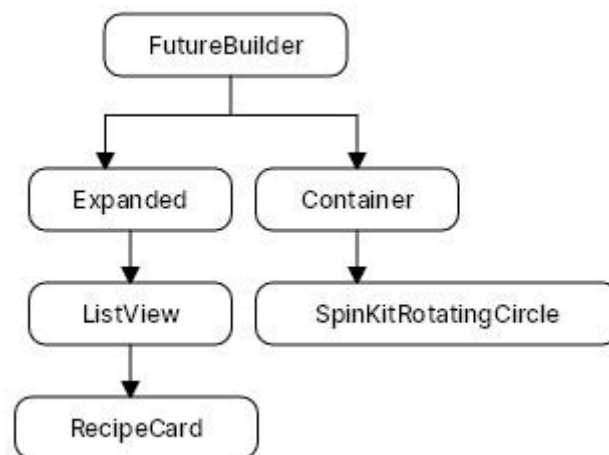 FutureBuilder
Expanded
Container
ListView
SpinKitRotatingCircle
RecipeCard